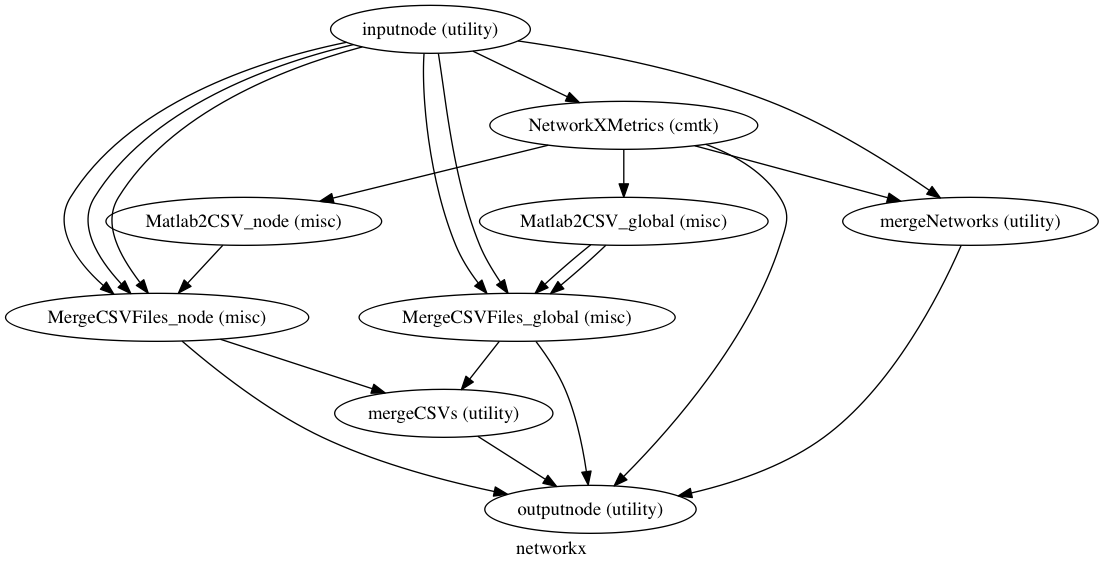 inputnode (utility)
NetworkXMetrics (cmtk)
Matlab2CSV_node (misc)
Matlab2CSV_global (misc)
mergeNetworks (utility)
MergeCSVFiles_node (misc)
MergeCSVFiles_global (misc)
mergeCSVs (utility)
outputnode (utility)
networkx